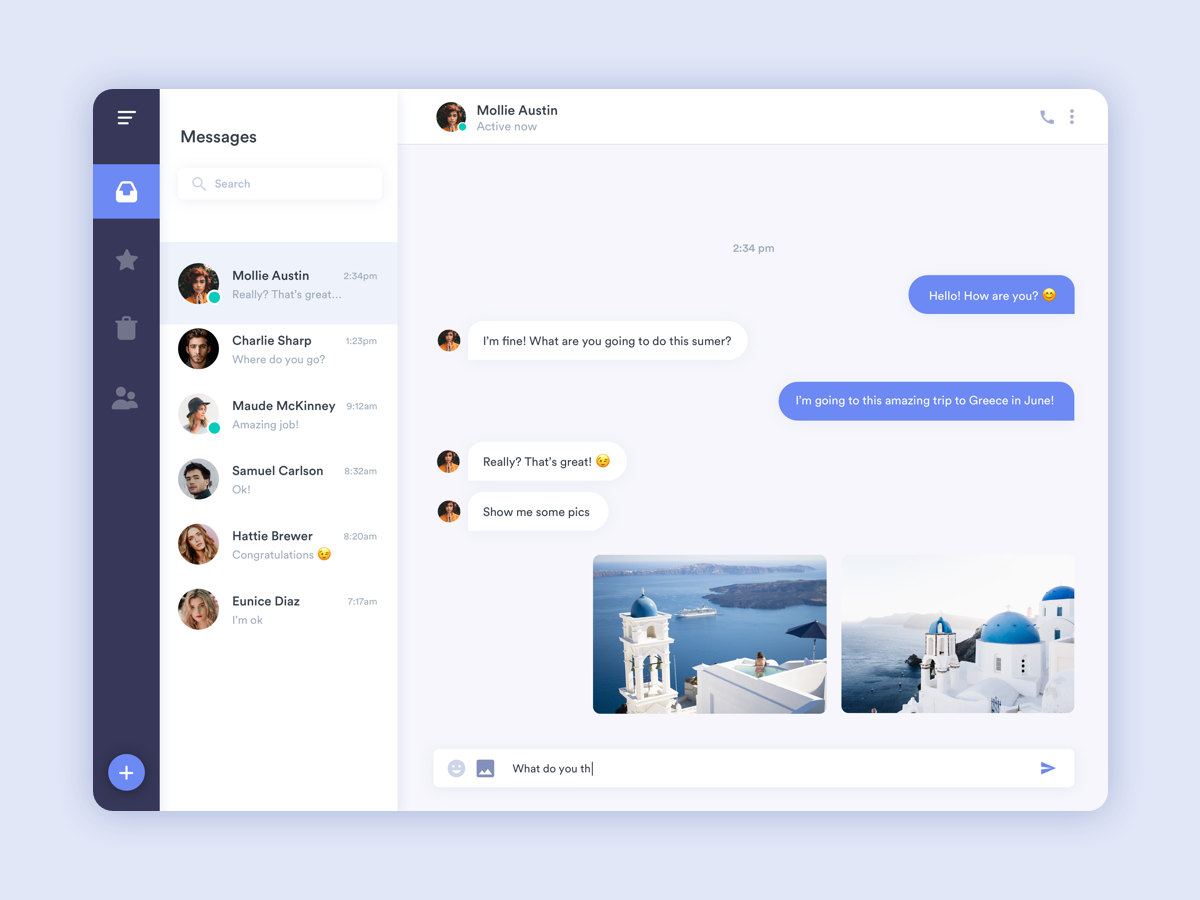 Messages
Search
Mollie Austin 2:34pm
Really? That's great...
Charlie Sharp 1:23pm
Where do you go?
Maude McKinney 9:12am
Amazing job!
Samuel Carlson 8:32am
Ok!
Hattie Brewer 8:20am
Congratulations 😉
Eunice Diaz 7:17am
I'm ok
Mollie Austin
Active now
2:34 pm
Hello! How are you? 😊
I'm fine! What are you going to do this sumer?
I'm going to this amazing trip to Greece in June!
Really? That's great! 😉
Show me some pics
What do you th